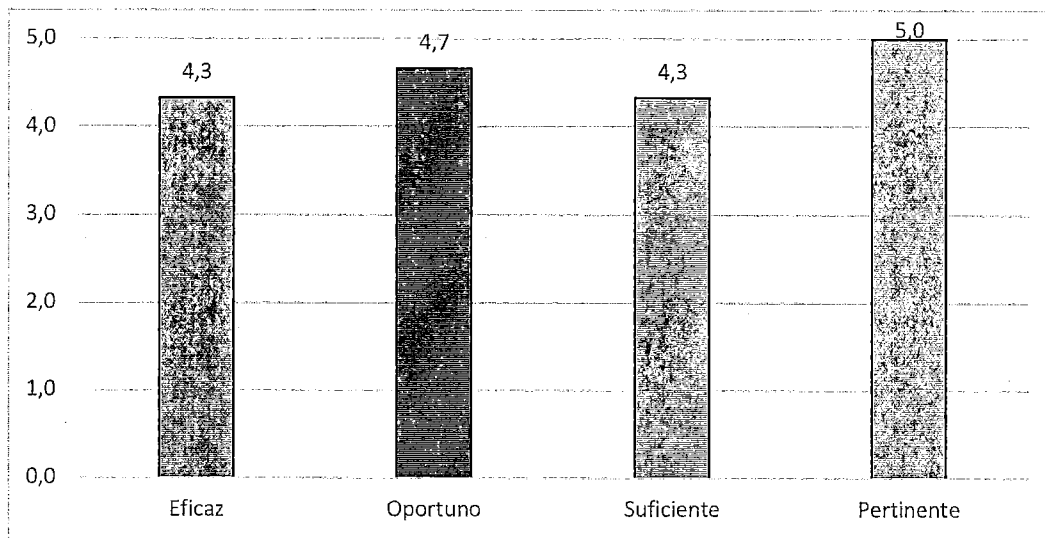 5,0
4,0
3,0
2,0
1,0
0,0
4,3
4,7
4,3
5,0
Eficaz
Oportuno
Suficiente
Pertinente